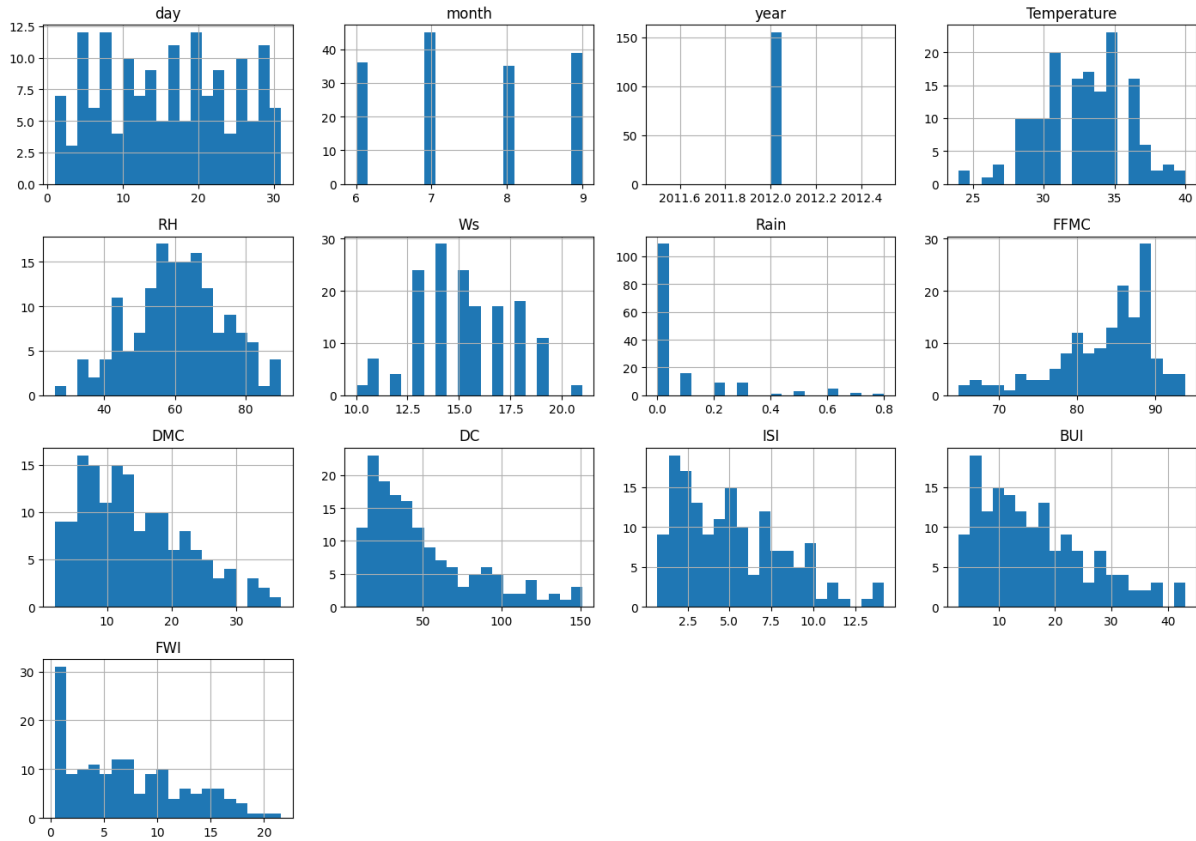 day month year Temperature
12.5 10.0 7.5 5.0 2.5 0.0
0 10 20 30
40 30 20 10 0
6 7 8 9
150 100 50 0
2011.6 2011.8 2012.0 2012.2 2012.4
20 15 10 5 0
25 30 35 40
RH Ws Rain FFMC
15 10 5 0
40 60 80
30 20 10 0
10.0 12.5 15.0 17.5 20.0
100 80 60 40 20 0
0.0 0.2 0.4 0.6 0.8
30 20 10 0
70 80 90
DMC DC ISI BUI
15 10 5 0
10 20 30
20 15 10 5 0
50 100 150
15 10 5 0
2.5 5.0 7.5 10.0 12.5
15 10 5 0
10 20 30 40
FWI
30 20 10 0
0 5 10 15 20